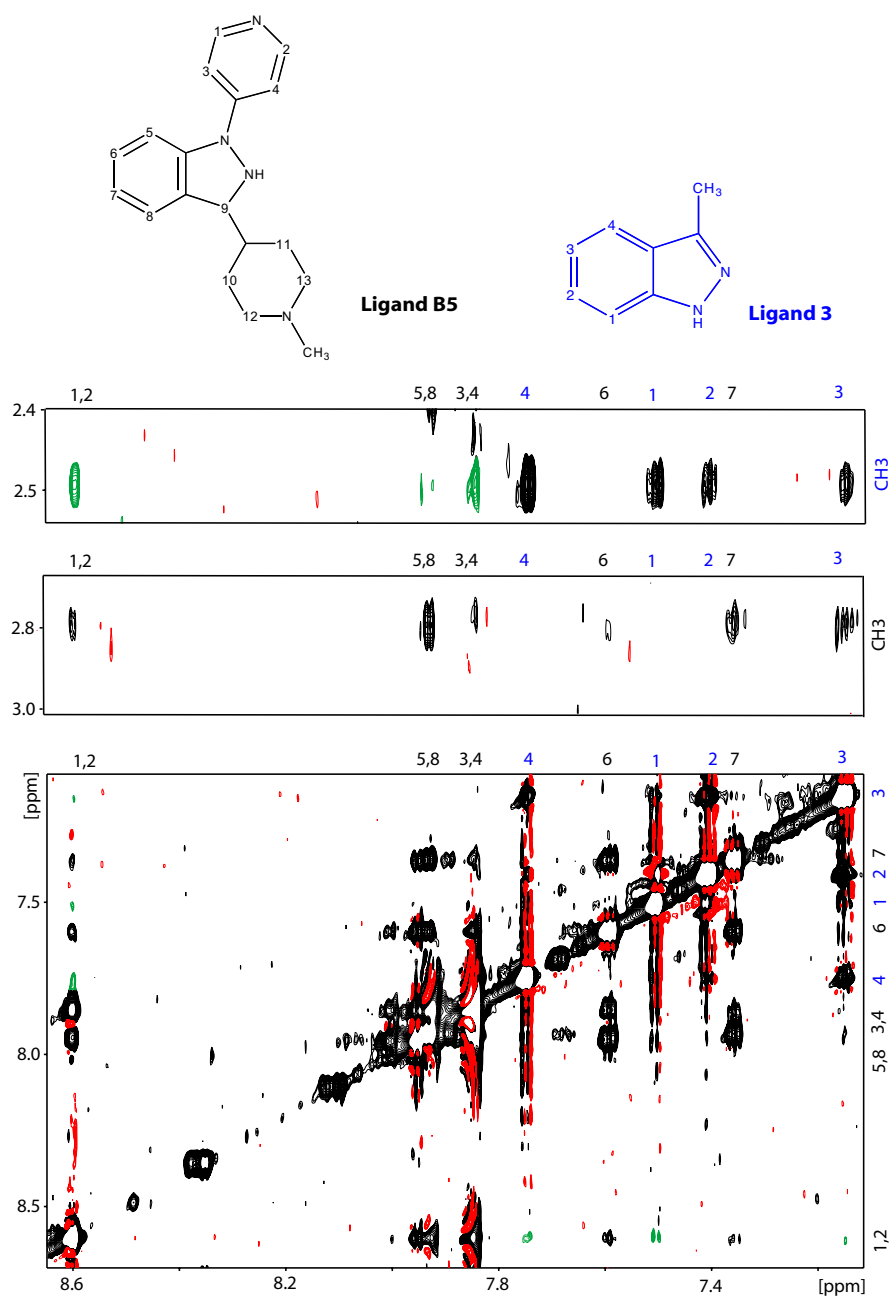 N
1
2
3
4
5
N
6
NH
7
8
9
11
10
13
12
N
CH3
Ligand B5
CH3
4
3
N
2
N
H
1
Ligand 3
1,2 5,8 3,4 4 6 1 2 7 3
2.4
2.5
CH3
1,2 5,8 3,4 4 6 1 2 7 3
2.8
3.0
CH3
1,2 5,8 3,4 4 6 1 2 7 3
[ppm]
7.5
8.0
8.5
3
7
2
1
6
4
3,4
5,8
1,2
8.6 8.2 7.8 7.4 [ppm]